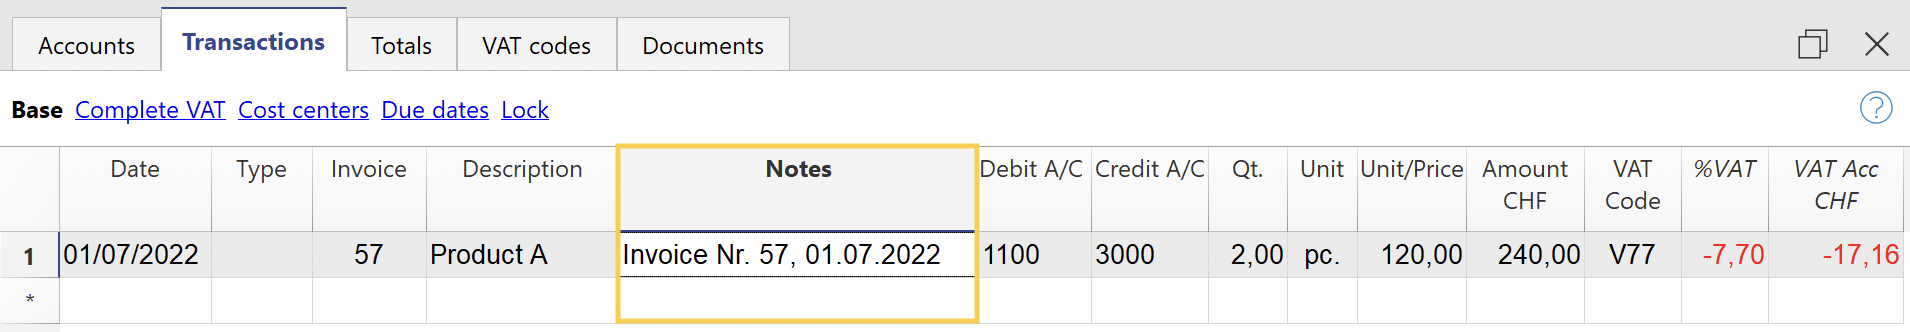 Accounts Transactions Totals VAT codes Documents
Base Complete VAT Cost centers Due dates Lock ?
Date Type Invoice Description Notes Debit A/C Credit A/C Qt. Unit Unit/Price Amount CHF VAT Code %VAT VAT Acc CHF
1 01/07/2022 57 Product A Invoice Nr. 57, 01.07.2022 1100 3000 2,00 pc. 120,00 240,00 V77 -7,70 -17,16
*